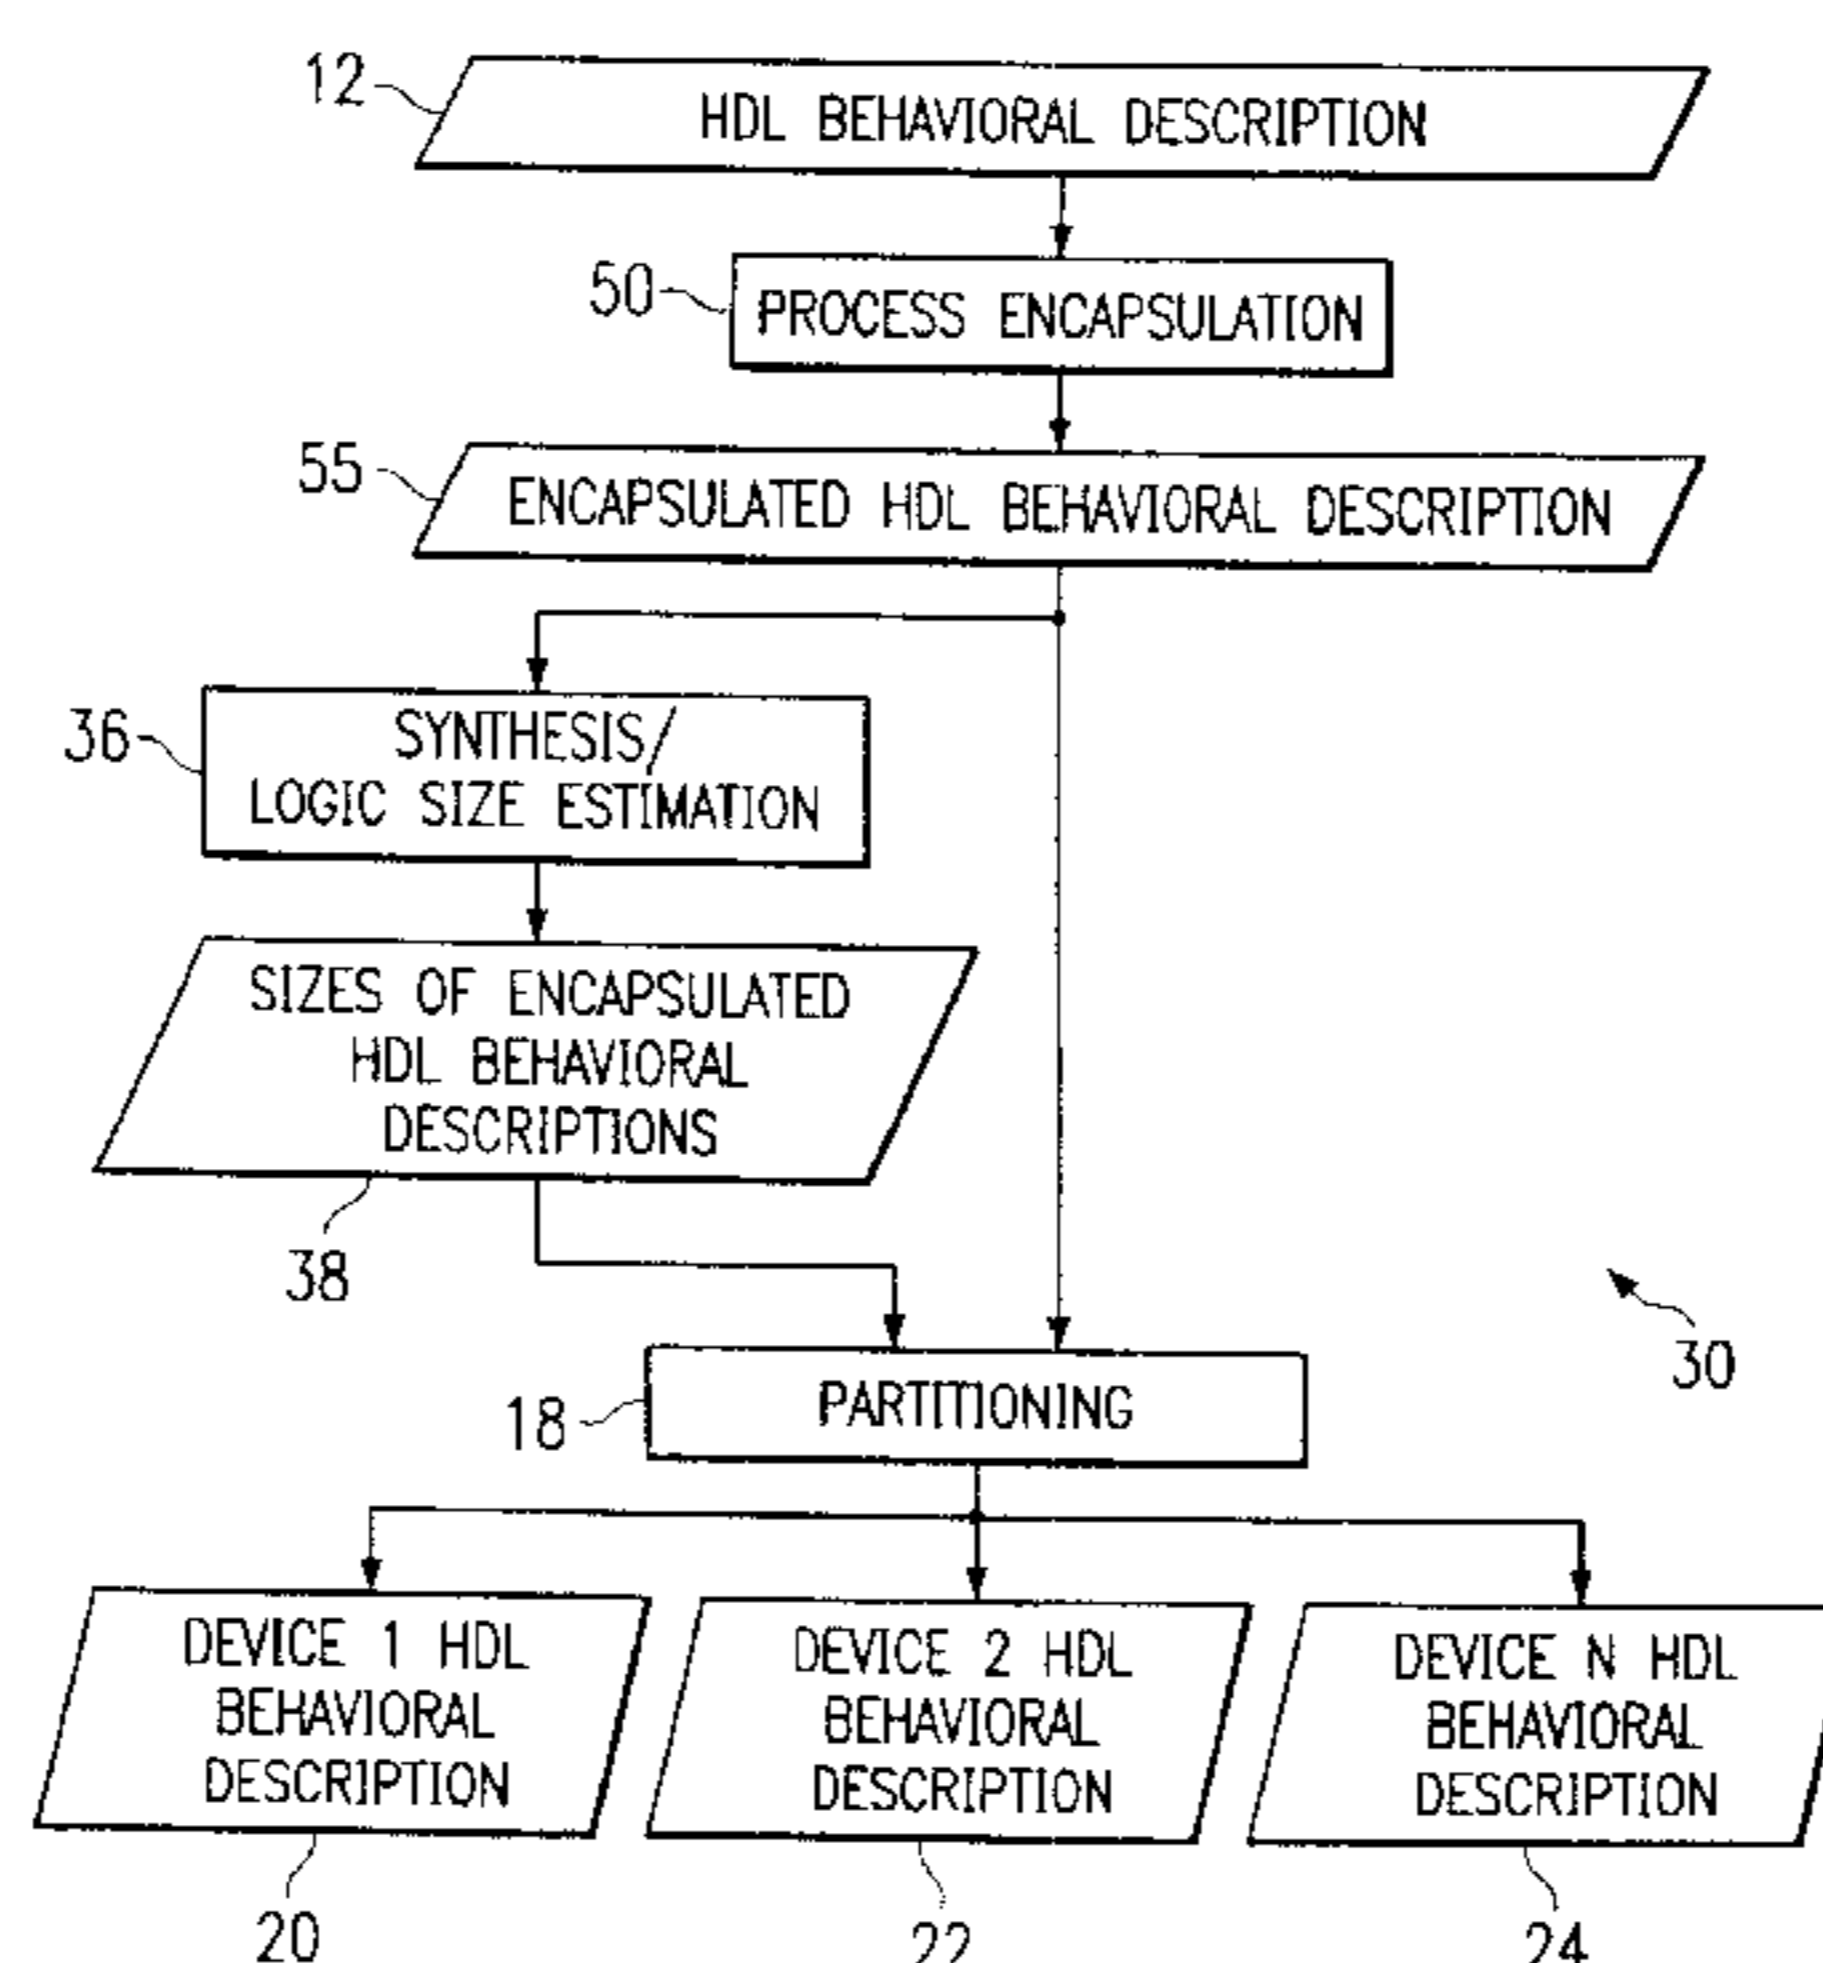 12
HDL BEHAVIORAL DESCRIPTION
50
PROCESS ENCAPSULATION
55
ENCAPSULATED HDL BEHAVIORAL DESCRIPTION
36
SYNTHESIS/
LOGIC SIZE ESTIMATION
SIZES OF ENCAPSULATED
HDL BEHAVIORAL
DESCRIPTIONS
38
30
18
PARTITIONING
DEVICE 1 HDL
BEHAVIORAL
DESCRIPTION
DEVICE 2 HDL
BEHAVIORAL
DESCRIPTION
DEVICE N HDL
BEHAVIORAL
DESCRIPTION
20
22
24